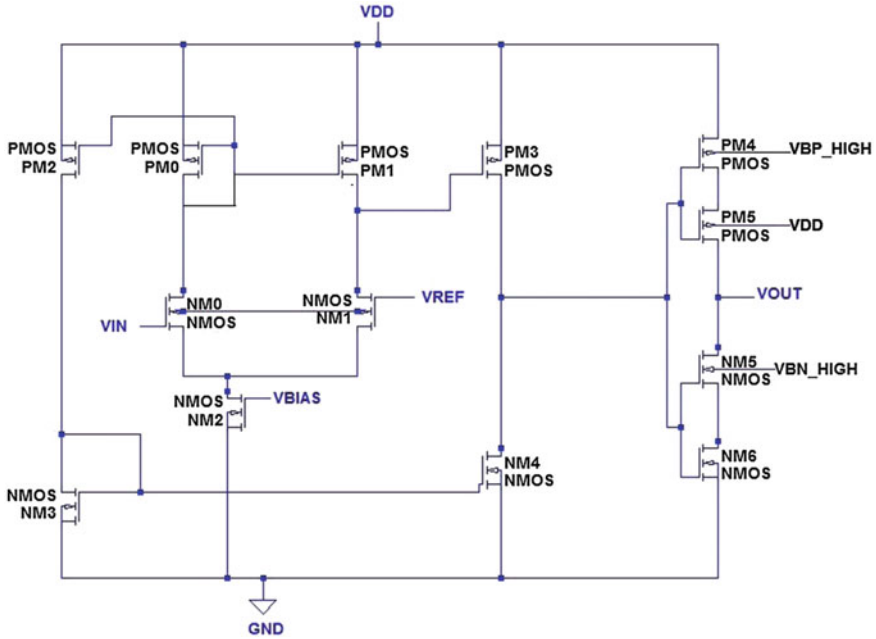 VDD
PMOS
PM2
PMOS
PM0
PMOS
PM1
PM3
PMOS
PM4
PMOS
VBP_HIGH
PM5
PMOS
VDD
NM0
NMOS
NMOS
NM1
VIN
VREF
VOUT
NMOS
NM2
VBIAS
NM5
NMOS
VBN_HIGH
NMOS
NM3
NM4
NMOS
NM6
NMOS
GND